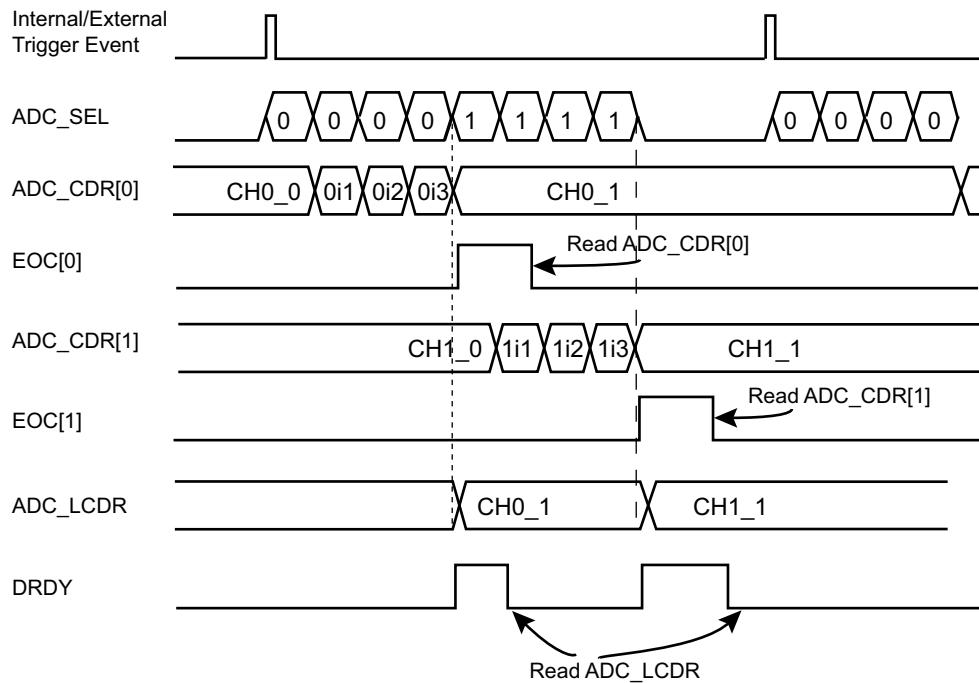 Internal/External
Trigger Event
ADC_SEL 0 0 0 0 1 1 1 1 0 0 0 0
ADC_CDR[0] CH0_0 0i1 0i2 0i3 CH0_1
EOC[0] Read ADC_CDR[0]
ADC_CDR[1] CH1_0 1i1 1i2 1i3 CH1_1
EOC[1] Read ADC_CDR[1]
ADC_LCDR CH0_1 CH1_1
DRDY
Read ADC_LCDR